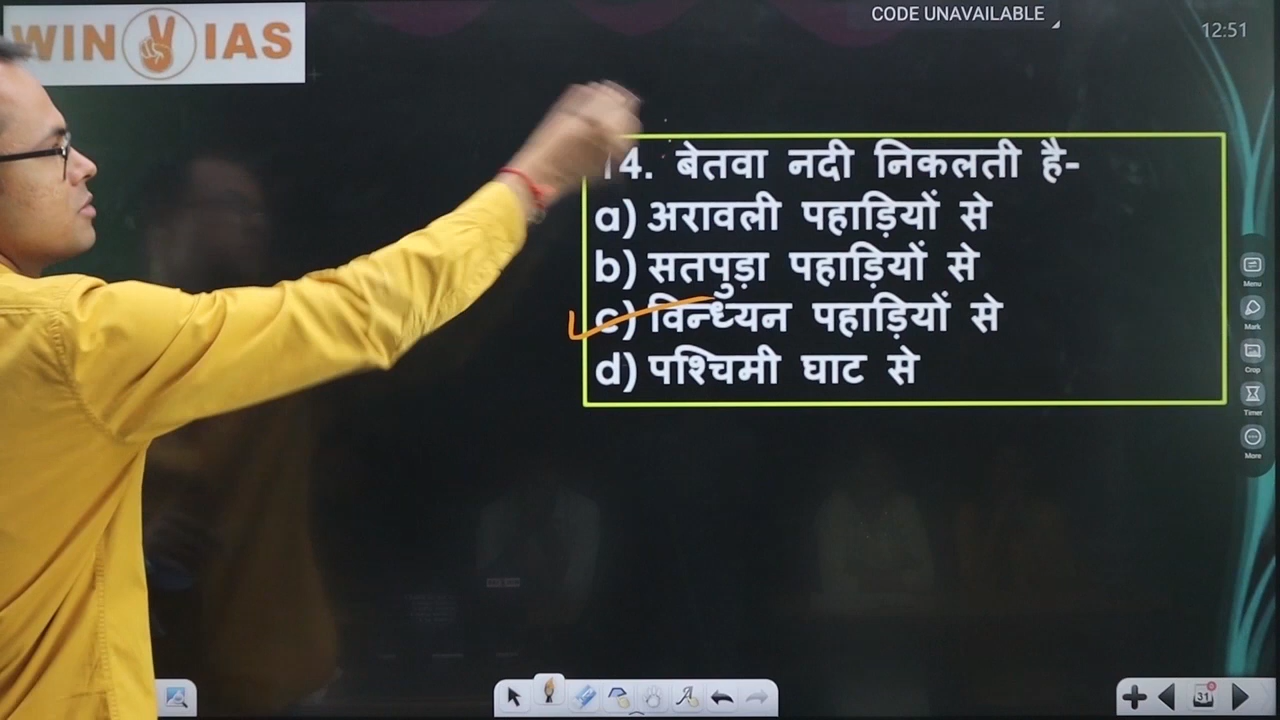 WIN IAS
CODE UNAVAILABLE
12:51
14. बेतवा नदी निकलती है-
a) अरावली पहाड़ियों से
b) सतपुड़ा पहाड़ियों से
c) विन्ध्यन पहाड़ियों से
d) पश्चिमी घाट से
Menu
Mark
Crop
Timer
More
31